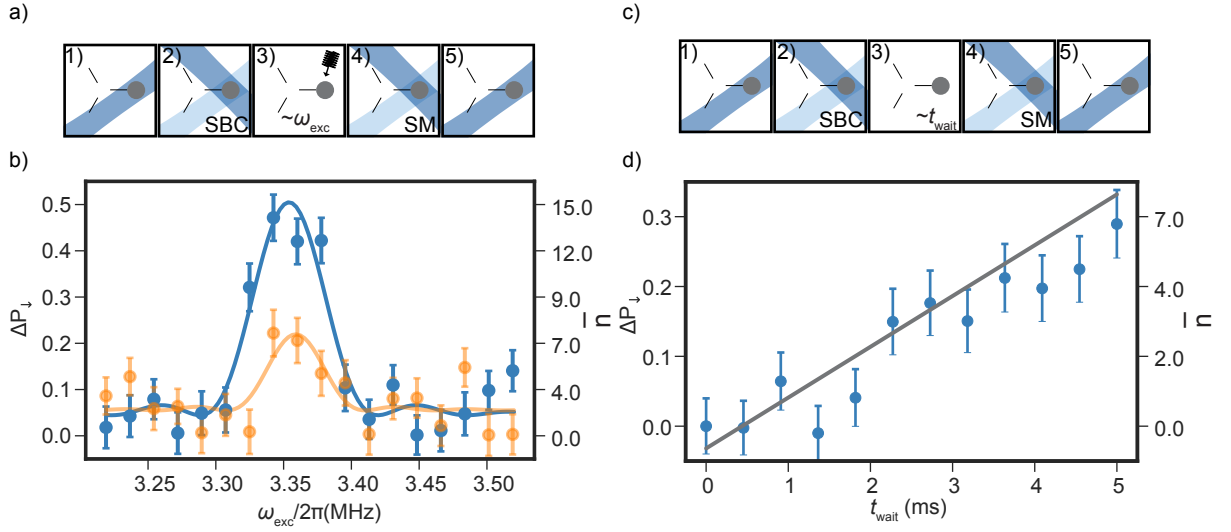 a)
1) 2) 3) 4) 5)
SBC ~ω_exc SM
b)
ΔP↓
0.5
0.4
0.3
0.2
0.1
0.0
15.0
12.0
9.0
7.0
4.0
0.0
n̄
3.25 3.30 3.35 3.40 3.45 3.50
ω_exc/2π(MHz)
c)
1) 2) 3) 4) 5)
SBC ~t_wait SM
d)
ΔP↓
0.3
0.2
0.1
0.0
7.0
4.0
2.0
0.0
n̄
0 1 2 3 4 5
t_wait (ms)